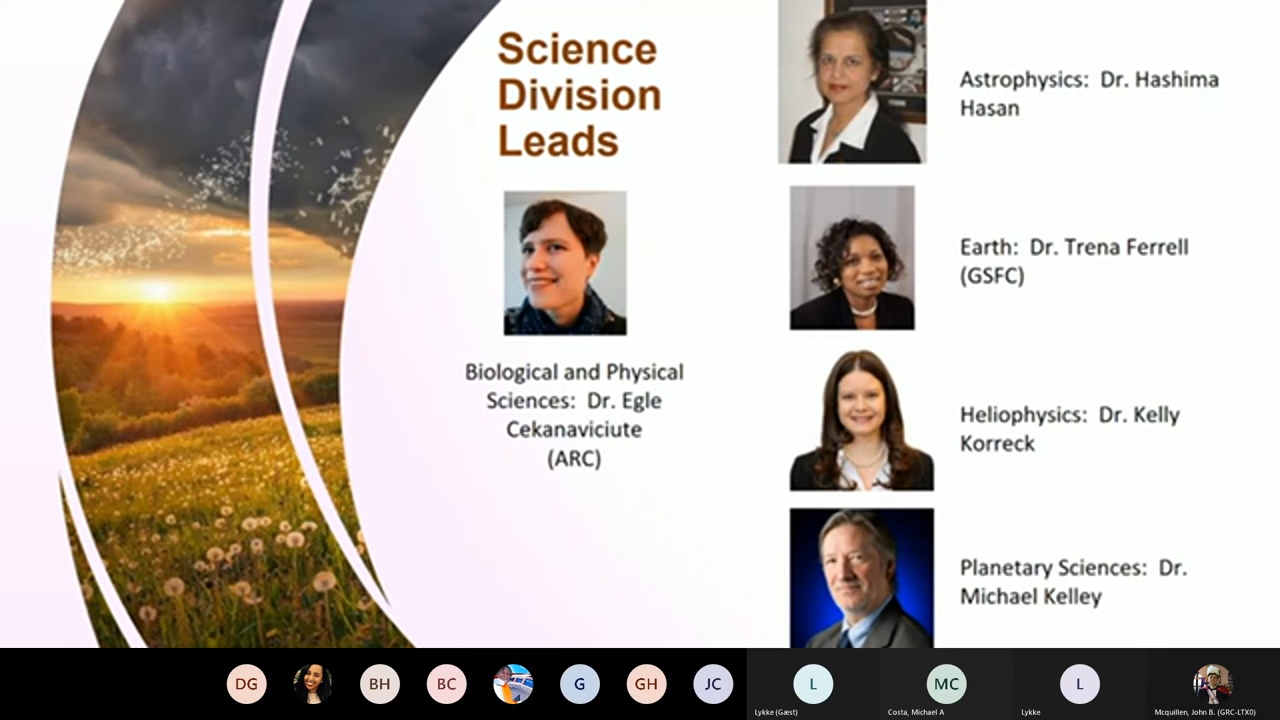 Science
Division
Leads
Biological and Physical
Sciences: Dr. Egle
Cekanaviciute
(ARC)
Astrophysics: Dr. Hashima
Hasan
Earth: Dr. Trena Ferrell
(GSFC)
Heliophysics: Dr. Kelly
Korreck
Planetary Sciences: Dr.
Michael Kelley
DG
BH
BC
G
GH
JC
L
MC
L
Lykke (Gæst)
Costa, Michael A
Lykke
Mcquillen, John B. (GRC-LTX0)